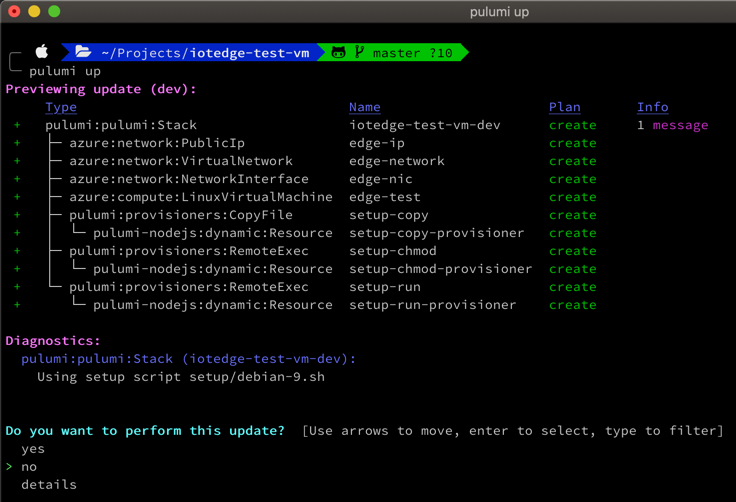 pulumi up
~/Projects/iotedge-test-vm master ?10
pulumi up
Previewing update (dev):
Type Name Plan Info
+ pulumi:pulumi:Stack iotedge-test-vm-dev create 1 message
+ ├─ azure:network:PublicIp edge-ip create
+ ├─ azure:network:VirtualNetwork edge-network create
+ ├─ azure:network:NetworkInterface edge-nic create
+ ├─ azure:compute:LinuxVirtualMachine edge-test create
+ ├─ pulumi:provisioners:CopyFile setup-copy create
+ │ └─ pulumi-nodejs:dynamic:Resource setup-copy-provisioner create
+ ├─ pulumi:provisioners:RemoteExec setup-chmod create
+ │ └─ pulumi-nodejs:dynamic:Resource setup-chmod-provisioner create
+ └─ pulumi:provisioners:RemoteExec setup-run create
+ └─ pulumi-nodejs:dynamic:Resource setup-run-provisioner create
Diagnostics:
pulumi:pulumi:Stack (iotedge-test-vm-dev):
Using setup script setup/debian-9.sh
Do you want to perform this update? [Use arrows to move, enter to select, type to filter]
yes
> no
details